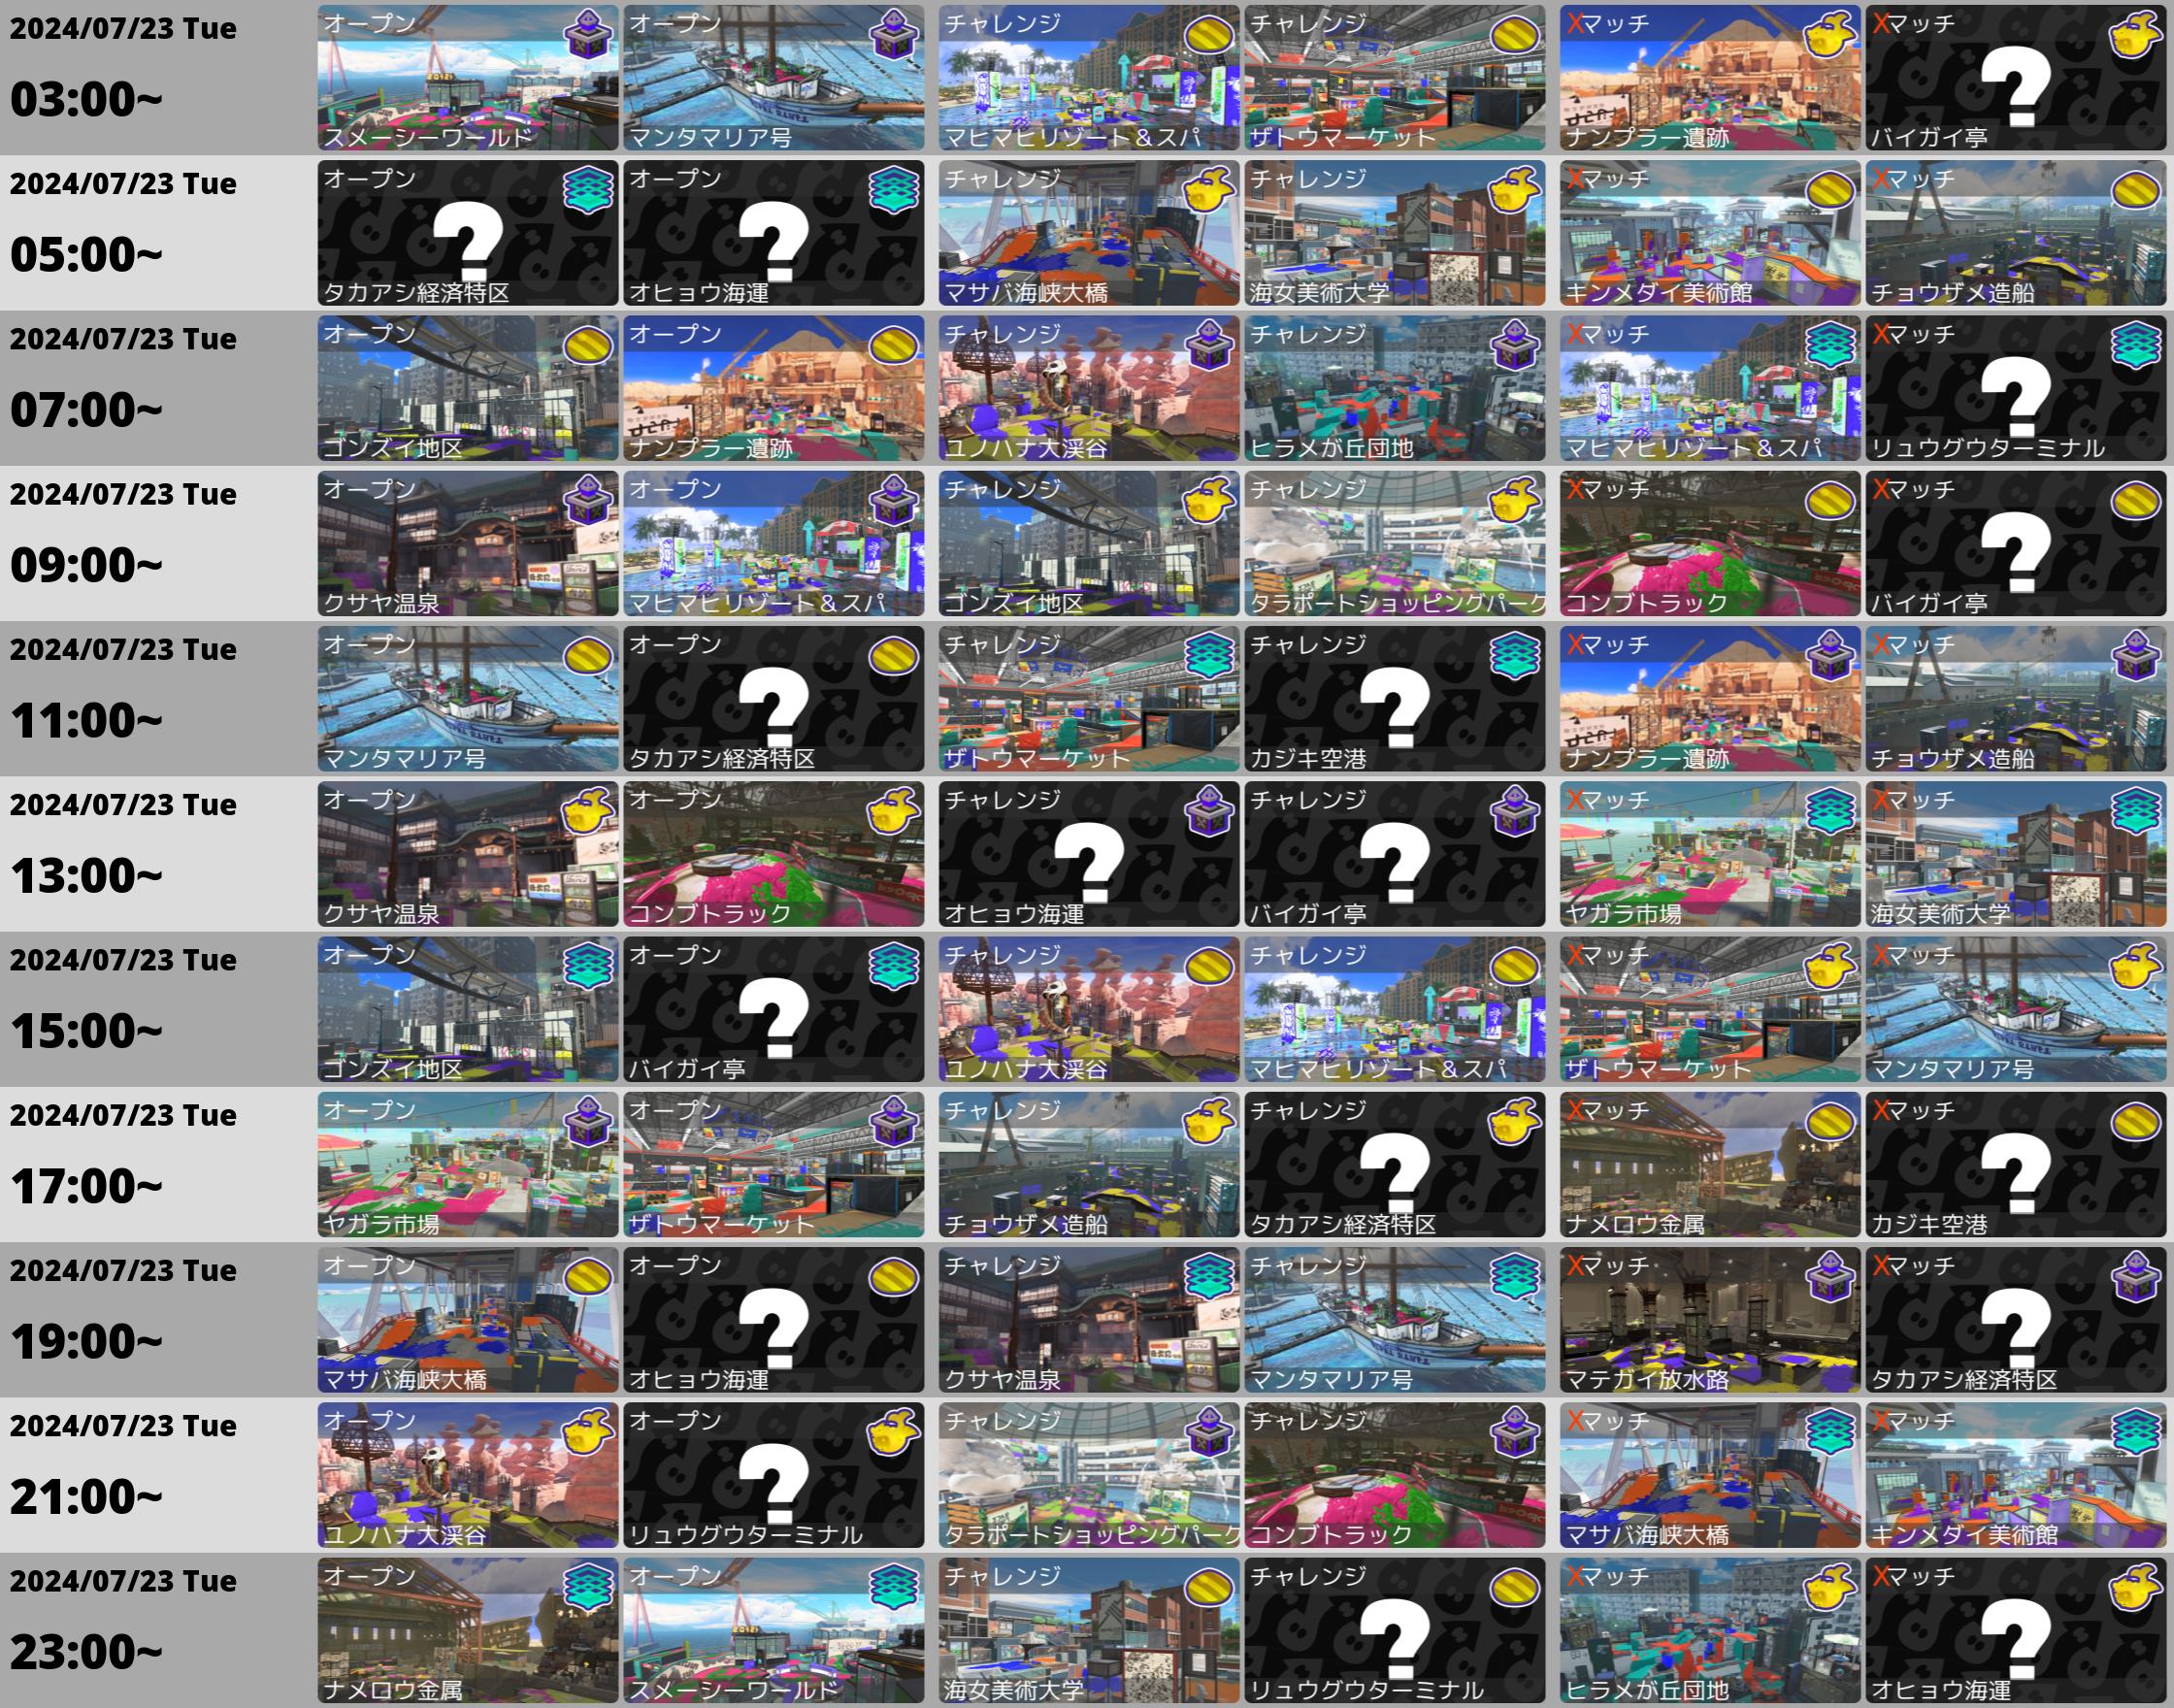 2024/07/23 Tue
03:00~
オープン
スメーシーワールド
オープン
マンタマリア号
チャレンジ
マヒマヒリゾート＆スパ
チャレンジ
ザトウマーケット
Xマッチ
ナンプラー遺跡
Xマッチ
バイガイ亭
2024/07/23 Tue
05:00~
オープン
タカアシ経済特区
オープン
オヒョウ海運
チャレンジ
マサバ海峡大橋
チャレンジ
海女美術大学
Xマッチ
キンメダイ美術館
Xマッチ
チョウザメ造船
2024/07/23 Tue
07:00~
オープン
ゴンズイ地区
オープン
ナンプラー遺跡
チャレンジ
ユノハナ大渓谷
チャレンジ
ヒラメが丘団地
Xマッチ
マヒマヒリゾート＆スパ
Xマッチ
リュウグウターミナル
2024/07/23 Tue
09:00~
オープン
クサヤ温泉
オープン
マヒマヒリゾート＆スパ
チャレンジ
ゴンズイ地区
チャレンジ
タラポートショッピングパーク
Xマッチ
コンブトラック
Xマッチ
バイガイ亭
2024/07/23 Tue
11:00~
オープン
マンタマリア号
オープン
タカアシ経済特区
チャレンジ
ザトウマーケット
チャレンジ
カジキ空港
Xマッチ
ナンプラー遺跡
Xマッチ
チョウザメ造船
2024/07/23 Tue
13:00~
オープン
クサヤ温泉
オープン
コンブトラック
チャレンジ
オヒョウ海運
チャレンジ
バイガイ亭
Xマッチ
ヤガラ市場
Xマッチ
海女美術大学
2024/07/23 Tue
15:00~
オープン
ゴンズイ地区
オープン
バイガイ亭
チャレンジ
ユノハナ大渓谷
チャレンジ
マヒマヒリゾート＆スパ
Xマッチ
ザトウマーケット
Xマッチ
マンタマリア号
2024/07/23 Tue
17:00~
オープン
ヤガラ市場
オープン
ザトウマーケット
チャレンジ
チョウザメ造船
チャレンジ
タカアシ経済特区
Xマッチ
ナメロウ金属
Xマッチ
カジキ空港
2024/07/23 Tue
19:00~
オープン
マサバ海峡大橋
オープン
オヒョウ海運
チャレンジ
クサヤ温泉
チャレンジ
マンタマリア号
Xマッチ
マテガイ放水路
Xマッチ
タカアシ経済特区
2024/07/23 Tue
21:00~
オープン
ユノハナ大渓谷
オープン
リュウグウターミナル
チャレンジ
タラポートショッピングパーク
チャレンジ
コンブトラック
Xマッチ
マサバ海峡大橋
Xマッチ
キンメダイ美術館
2024/07/23 Tue
23:00~
オープン
ナメロウ金属
オープン
スメーシーワールド
チャレンジ
海女美術大学
チャレンジ
リュウグウターミナル
Xマッチ
ヒラメが丘団地
Xマッチ
オヒョウ海運